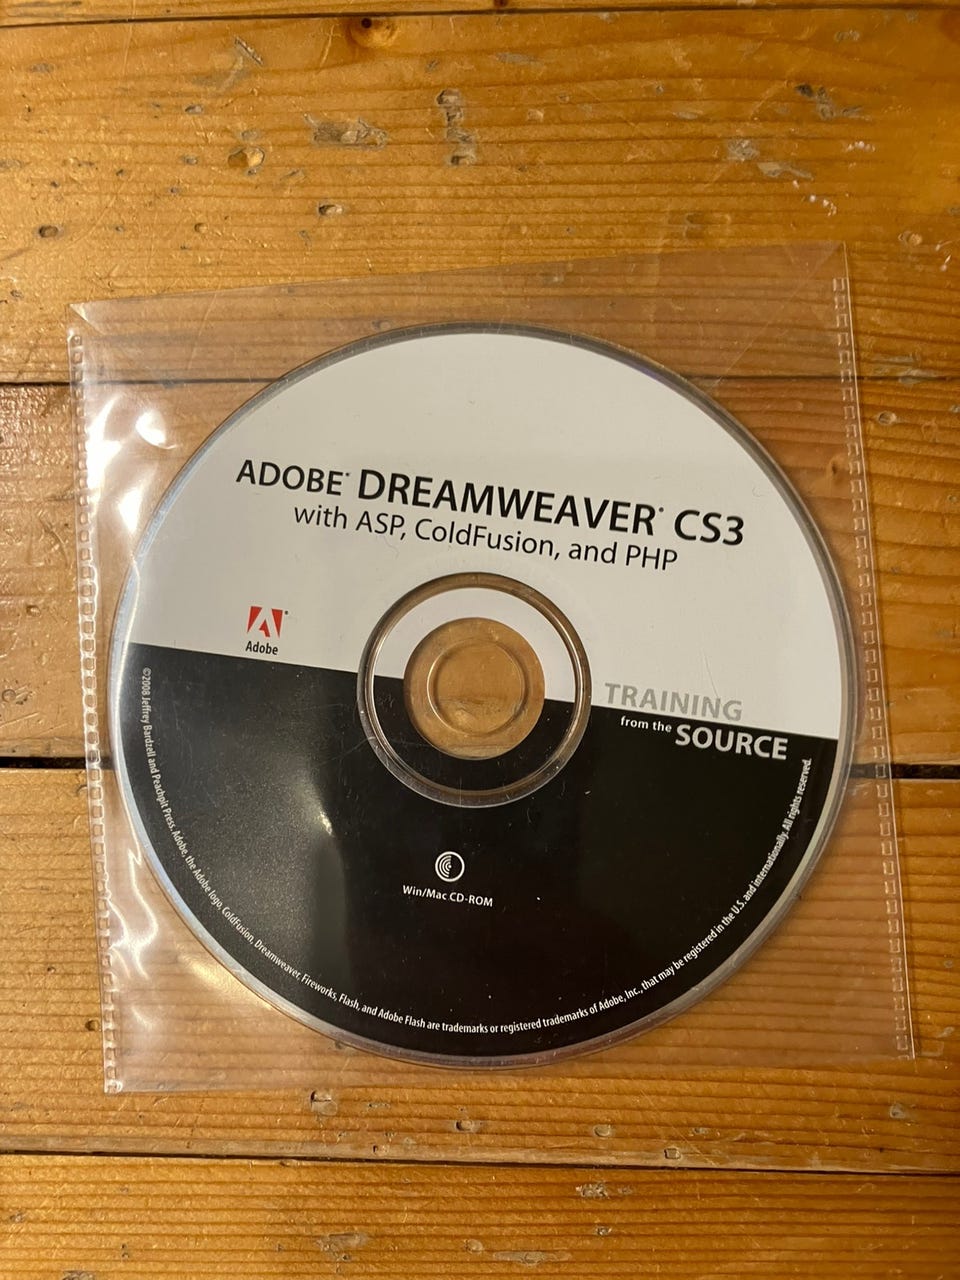 ADOBE® DREAMWEAVER® CS3
with ASP, ColdFusion, and PHP
Adobe
TRAINING
from the SOURCE
Win/Mac CD-ROM
©2008 Jeffrey Bardzell and Peachpit Press. Adobe, the Adobe logo, ColdFusion, Dreamweaver, Fireworks, Flash, and Adobe Flash are trademarks or registered trademarks of Adobe, Inc., that may be registered in the U.S. and internationally. All rights reserved.